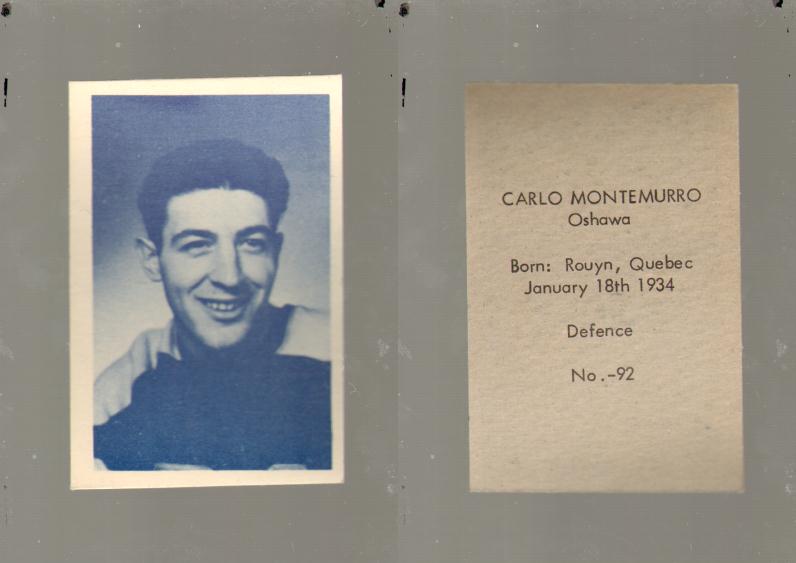 CARLO MONTEMURRO
Oshawa
Born: Rouyn, Quebec
January 18th 1934
Defence
No.-92